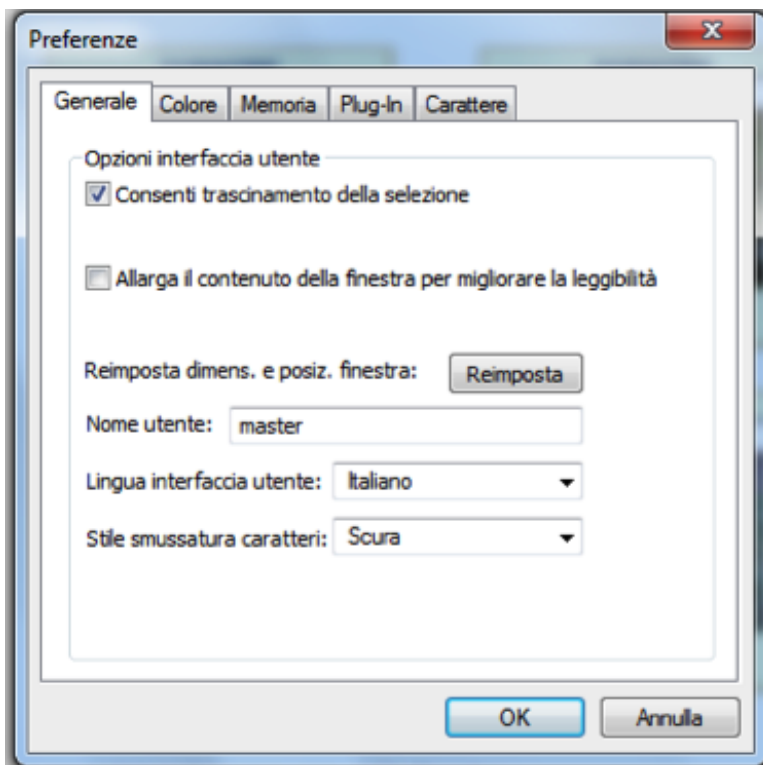 Preferenze
Generale Colore Memoria Plug-In Carattere
Opzioni interfaccia utente
Consenti trascinamento della selezione
Allarga il contenuto della finestra per migliorare la leggibilità
Reimposta dimens. e posiz. finestra: Reimposta
Nome utente: master
Lingua interfaccia utente: Italiano
Stile smussatura caratteri: Scura
OK Annulla